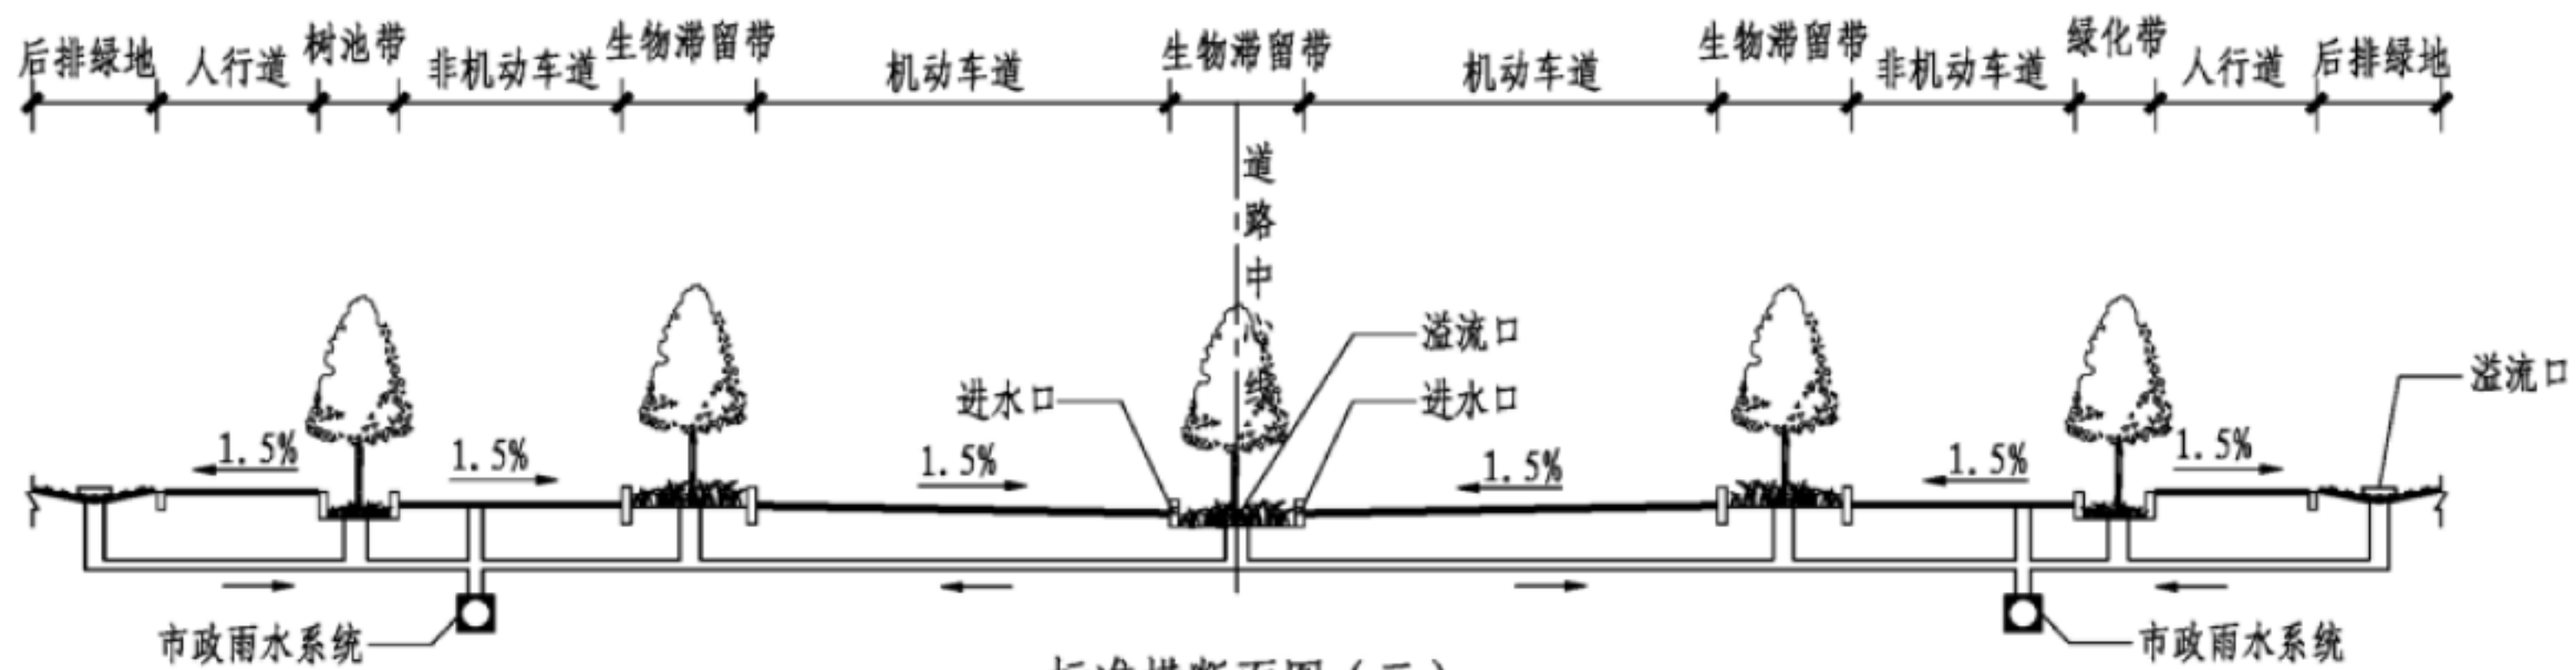 后排绿地 人行道 树池带 非机动车道 生物滞留带 机动车道 生物滞留带 机动车道 生物滞留带 非机动车道 绿化带 人行道 后排绿地
道路中心线
溢流口
溢流口
进水口 进水口
1.5% 1.5% 1.5% 1.5% 1.5% 1.5%
市政雨水系统 市政雨水系统